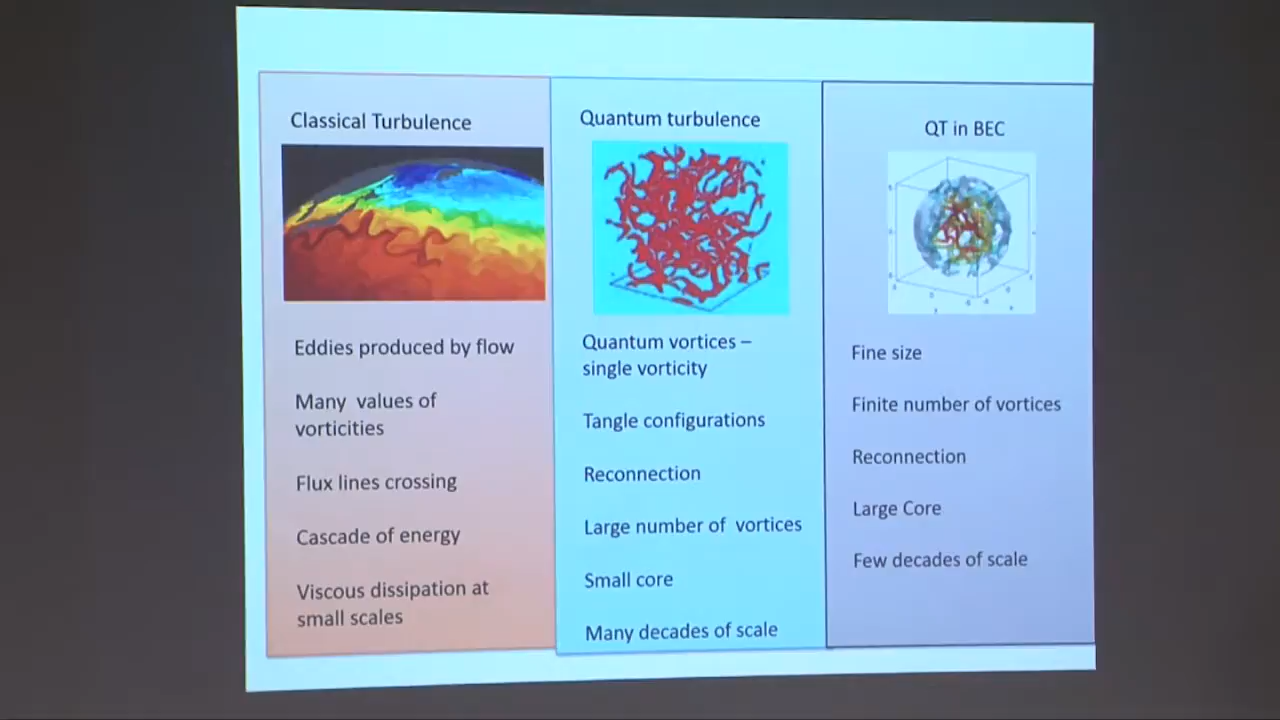 Classical Turbulence
Eddies produced by flow
Many values of
vorticities
Flux lines crossing
Cascade of energy
Viscous dissipation at
small scales
Quantum turbulence
Quantum vortices –
single vorticity
Tangle configurations
Reconnection
Large number of vortices
Small core
Many decades of scale
QT in BEC
Fine size
Finite number of vortices
Reconnection
Large Core
Few decades of scale